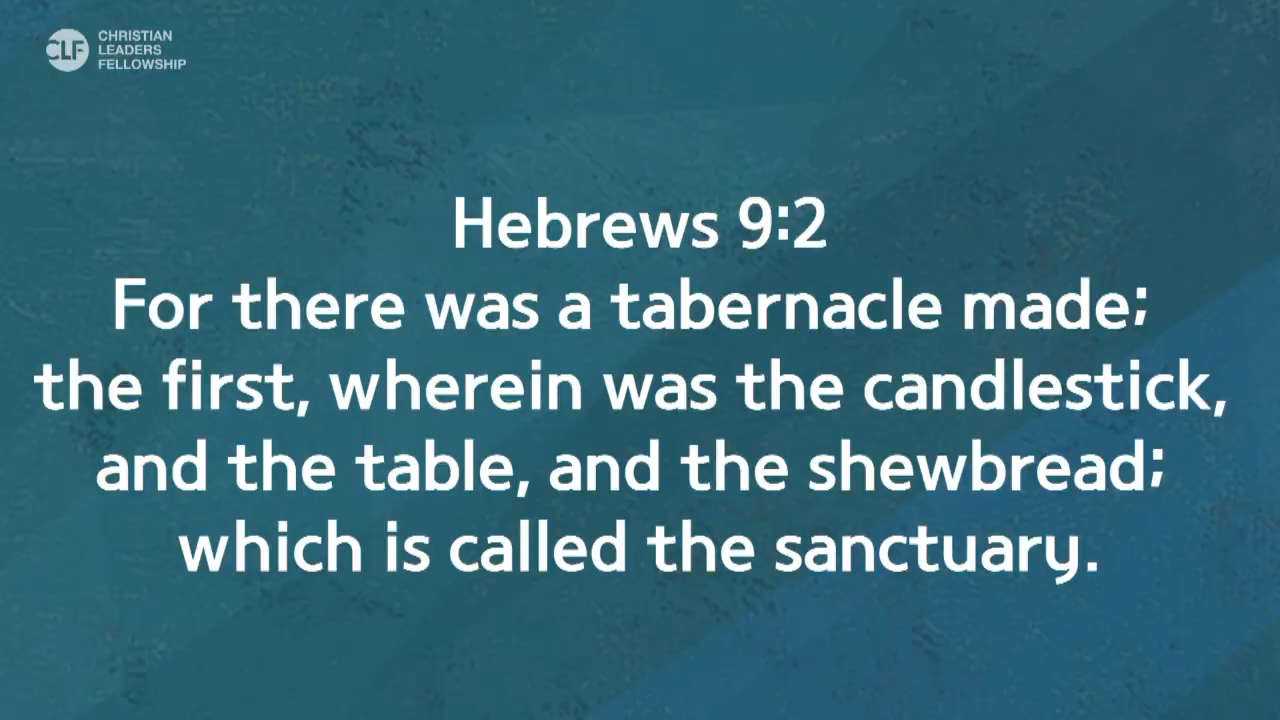 CLF
CHRISTIAN
LEADERS
FELLOWSHIP
Hebrews 9:2
For there was a tabernacle made;
the first, wherein was the candlestick,
and the table, and the shewbread;
which is called the sanctuary.